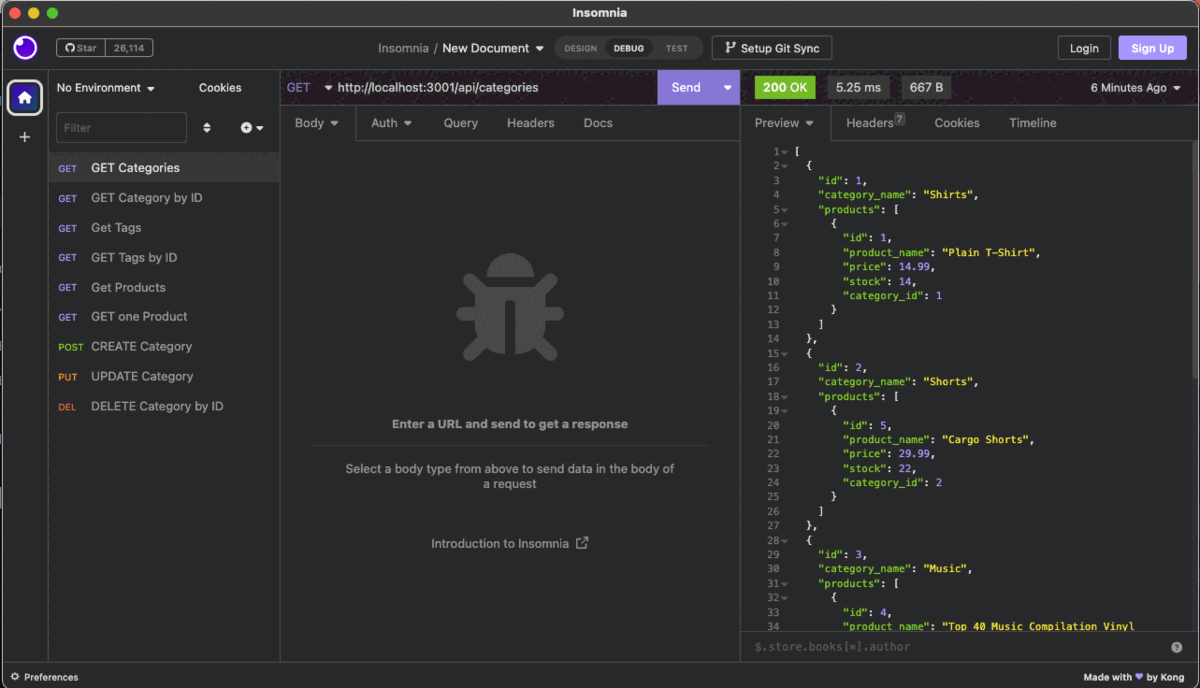 Insomnia
Star 26,114
Insomnia / New Document
DESIGN DEBUG TEST
Setup Git Sync
Login
Sign Up
No Environment
Cookies
GET http://localhost:3001/api/categories
Send
200 OK
5.25 ms
667 B
6 Minutes Ago
Filter
Body
Auth
Query
Headers
Docs
Preview
Headers 7
Cookies
Timeline
GET GET Categories
GET GET Category by ID
GET Get Tags
GET GET Tags by ID
GET Get Products
GET GET one Product
POST CREATE Category
PUT UPDATE Category
DEL DELETE Category by ID
Enter a URL and send to get a response
Select a body type from above to send data in the body of
a request
Introduction to Insomnia
1 [
2 {
3 "id": 1,
4 "category_name": "Shirts",
5 "products": [
6 {
7 "id": 1,
8 "product_name": "Plain T-Shirt",
9 "price": 14.99,
10 "stock": 14,
11 "category_id": 1
12 }
13 ]
14 },
15 {
16 "id": 2,
17 "category_name": "Shorts",
18 "products": [
19 {
20 "id": 5,
21 "product_name": "Cargo Shorts",
22 "price": 29.99,
23 "stock": 22,
24 "category_id": 2
25 }
26 ]
27 },
28 {
29 "id": 3,
30 "category_name": "Music",
31 "products": [
32 {
33 "id": 4,
34 "product_name": "Top 40 Music Compilation Vinyl
$.store.books[*].author
Preferences
Made with ♥ by Kong